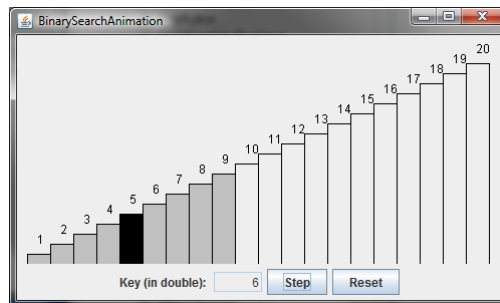 BinarySearchAnimation
1 2 3 4 5 6 7 8 9 10 11 12 13 14 15 16 17 18 19 20
Key (in double): 6 Step Reset